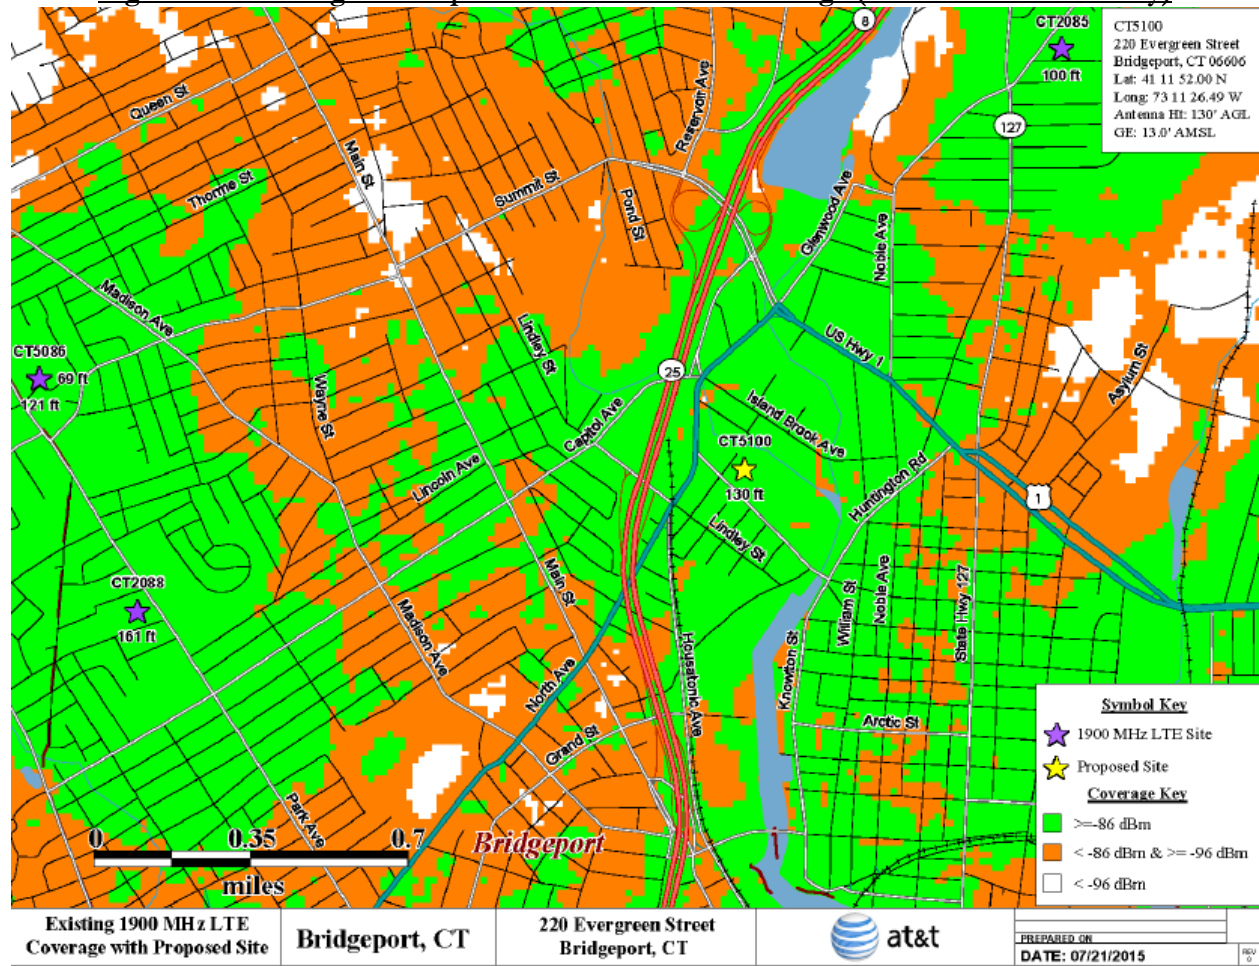 CT2085
100 ft
CT5100
220 Evergreen Street
Bridgeport, CT 06606
Lat: 41 11 52.00 N
Long: 73 11 26.49 W
Antenna Ht: 130' AGL
GE: 13.0' AMSL
8
127
Queen St
Main St
Reservoir Ave
Thorme St
Summit St
Pond St
Glenwood Ave
Noble Ave
Madison Ave
Lindley St
US Hwy 1
CT5086
69 ft
121 ft
25
Wayne St
Capitol Ave
Island Brook Ave
Asylum St
CT5100
130 ft
Lincoln Ave
Huntington Rd
1
Lindley St
CT2088
161 ft
Main St
Madison Ave
William St
Noble Ave
State Hwy 127
North Ave
Housatonic Ave
Knowlton St
Arctic St
Grand St
Park Ave
Bridgeport
0 0.35 0.7
miles
Symbol Key
1900 MHz LTE Site
Proposed Site
Coverage Key
>=-86 dBm
< -86 dBm & >= -96 dBm
< -96 dBm
Existing 1900 MHz LTE
Coverage with Proposed Site
Bridgeport, CT
220 Evergreen Street
Bridgeport, CT
at&t
PREPARED ON
DATE: 07/21/2015
REV
0